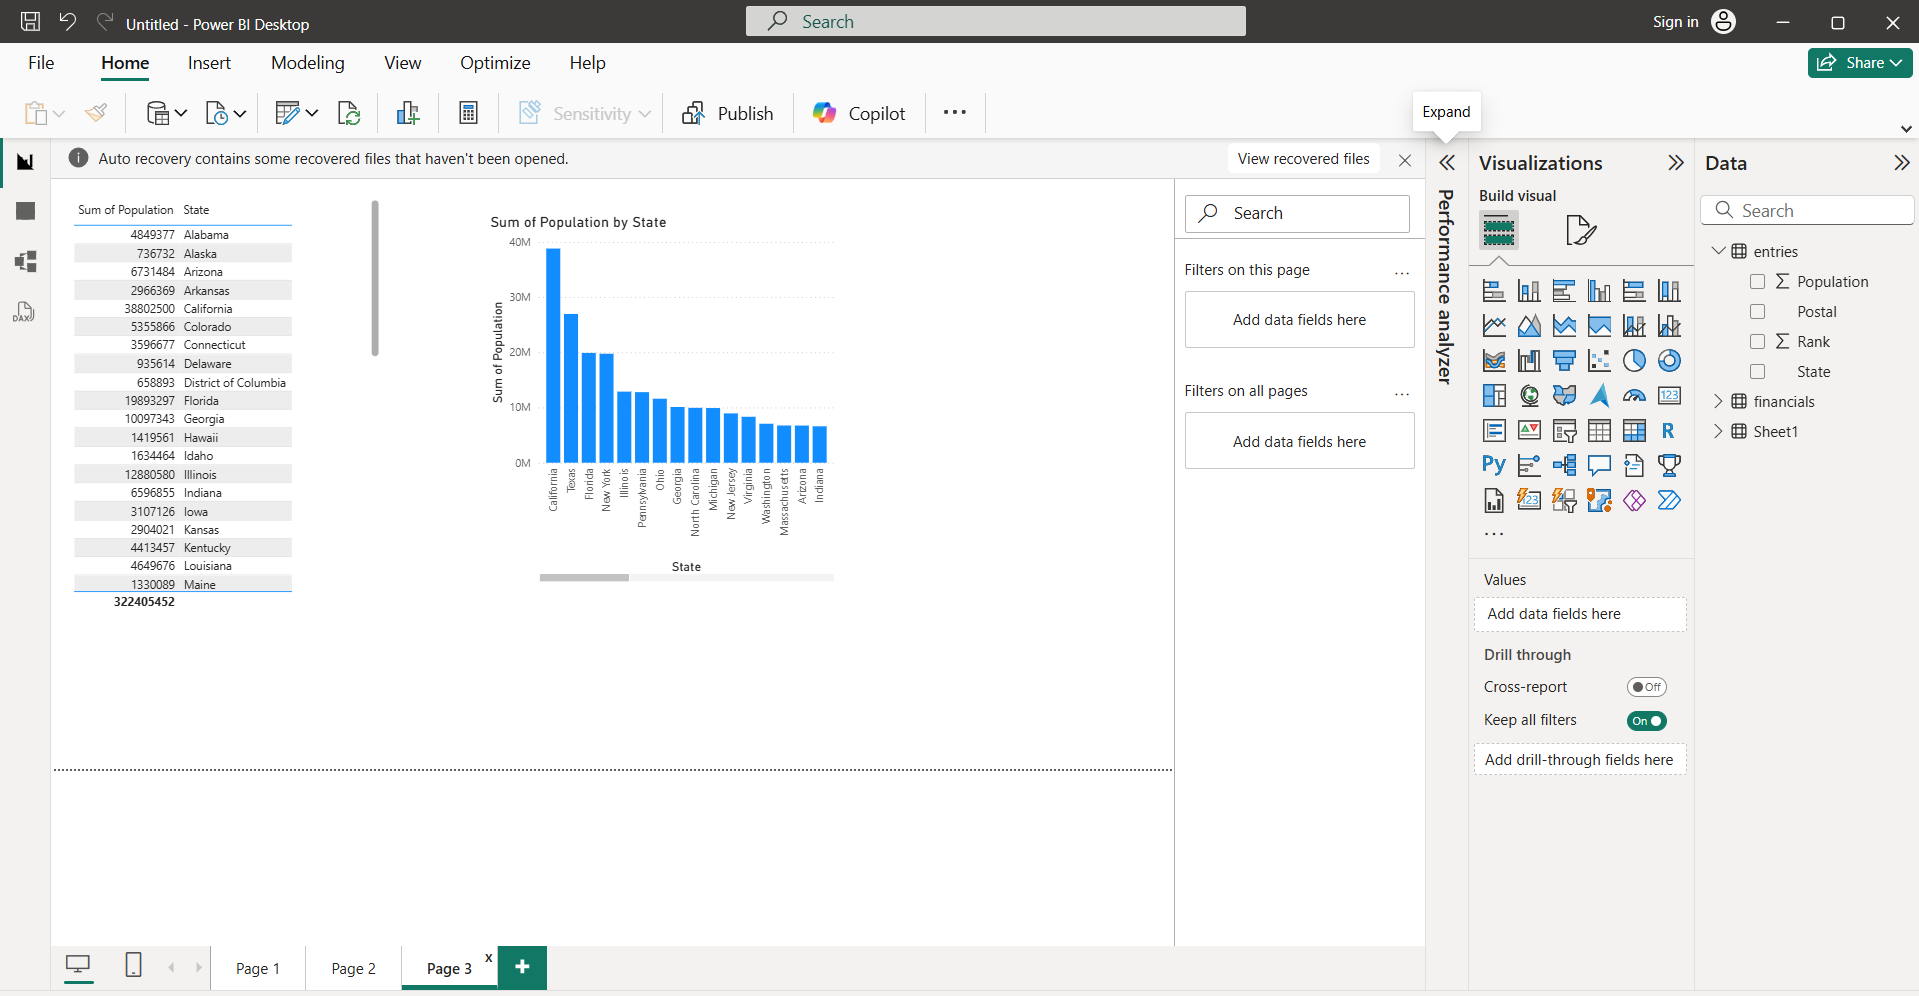 Untitled - Power BI Desktop
Search
Sign in
File
Home
Insert
Modeling
View
Optimize
Help
Share
Sensitivity
Publish
Copilot
...
Expand
Auto recovery contains some recovered files that haven't been opened.
View recovered files
DAX
Sum of Population State
4849377 Alabama
736732 Alaska
6731484 Arizona
2966369 Arkansas
38802500 California
5355866 Colorado
3596677 Connecticut
935614 Delaware
658893 District of Columbia
19893297 Florida
10097343 Georgia
1419561 Hawaii
1634464 Idaho
12880580 Illinois
6596855 Indiana
3107126 Iowa
2904021 Kansas
4413457 Kentucky
4649676 Louisiana
1330089 Maine
322405452
Sum of Population by State
Sum of Population
40M
30M
20M
10M
0M
California
Texas
Florida
New York
Illinois
Pennsylvania
Ohio
Georgia
North Carolina
Michigan
New Jersey
Virginia
Washington
Massachusetts
Arizona
Indiana
State
Search
Filters on this page
...
Add data fields here
Filters on all pages
...
Add data fields here
Performance analyzer
Visualizations
Build visual
123
R
Py
123
...
Values
Add data fields here
Drill through
Cross-report
Off
Keep all filters
On
Add drill-through fields here
Data
Search
entries
Σ Population
Postal
Σ Rank
State
financials
Sheet1
Page 1
Page 2
Page 3
x
+